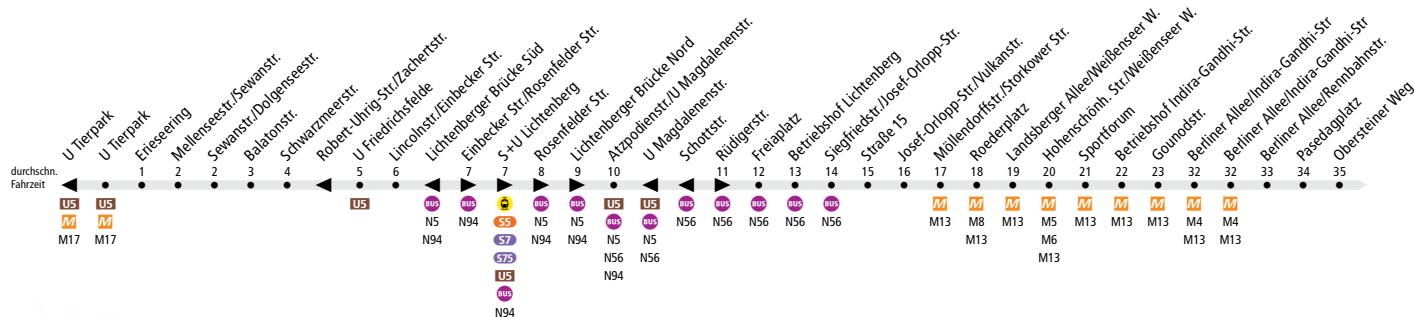 U Tierpark
U Tierpark
Erieseering
Mellenseestr./Sewanstr.
Sewanstr./Dolgenseestr.
Balatonstr.
Schwarzmeerstr.
Robert-Uhrig-Str./Zachertstr.
U Friedrichsfelde
Lincolnstr./Einbecker Str.
Lichtenberger Brücke Süd
Einbecker Str./Rosenfelder Str.
S+U Lichtenberg
Rosenfelder Str.
Lichtenberger Brücke Nord
Atzpodienstr./U Magdalenenstr.
U Magdalenenstr.
Schottstr.
Rüdigerstr.
Freiaplatz
Betriebshof Lichtenberg
Siegfriedstr./Josef-Orlopp-Str.
Straße 15
Josef-Orlopp-Str./Vulkanstr.
Möllendorffstr./Storkower Str.
Roederplatz
Landsberger Allee/Weißenseer W.
Hohenschönh. Str./Weißenseer W.
Sportforum
Betriebshof Indira-Gandhi-Str.
Gounodstr.
Berliner Allee/Indira-Gandhi-Str
Berliner Allee/Indira-Gandhi-Str
Berliner Allee/Rennbahnstr.
Pasedagplatz
Obersteiner Weg
durchschn. 1 2 2 3 4 5 6 7 7 8 9 10 11 12 13 14 15 16 17 18 19 20 21 22 23 32 32 33 34 35
Fahrzeit
U5 U5 U5 BUS BUS BUS BUS U5 U5 BUS BUS BUS BUS BUS M M M M M M M M M
M M N5 N94 S5 N5 N5 BUS BUS N56 N56 N56 N56 N56 M13 M8 M13 M5 M13 M13 M13 M4 M4
M17 M17 N94 S7 N94 N94 N5 N5 M13 M6 M13 M13
S75 N56 N56 M13
U5 N94
BUS
N94